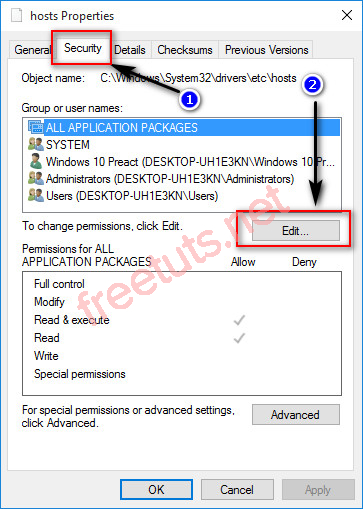 hosts Properties
General Security Details Checksums Previous Versions
Object name: C:\Windows\System32\drivers\etc\hosts
1
2
Group or user names:
ALL APPLICATION PACKAGES
SYSTEM
Windows 10 Preact (DESKTOP-UH1E3KN\Windows 10 Pr...
Administrators (DESKTOP-UH1E3KN\Administrators)
Users (DESKTOP-UH1E3KN\Users)
To change permissions, click Edit.
Edit...
Permissions for ALL
APPLICATION PACKAGES Allow Deny
Full control
Modify
Read & execute
Read
Write
Special permissions
freetuts.net
For special permissions or advanced settings,
click Advanced.
Advanced
OK Cancel Apply